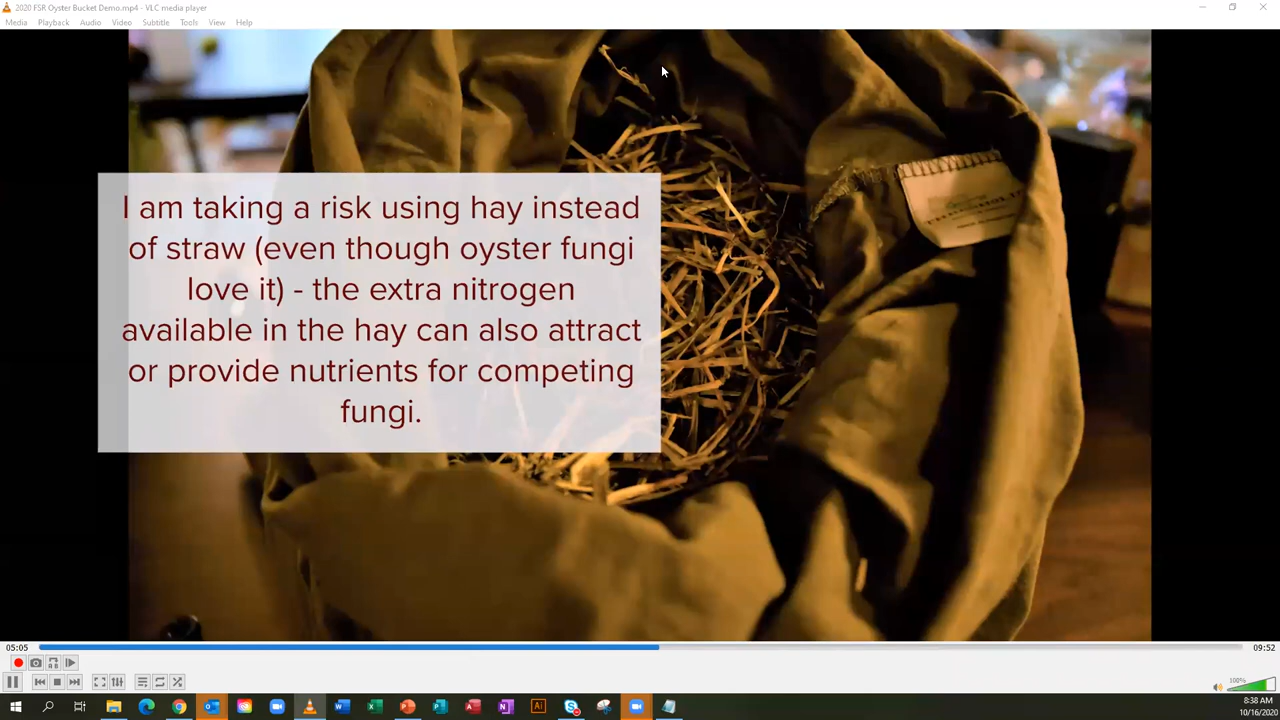 2020 FSR Oyster Bucket Demo.mp4 - VLC media player
Media Playback Audio Video Subtitle Tools View Help
I am taking a risk using hay instead
of straw (even though oyster fungi
love it) - the extra nitrogen
available in the hay can also attract
or provide nutrients for competing
fungi.
05:05 09:52
100%
8:38 AM
10/16/2020